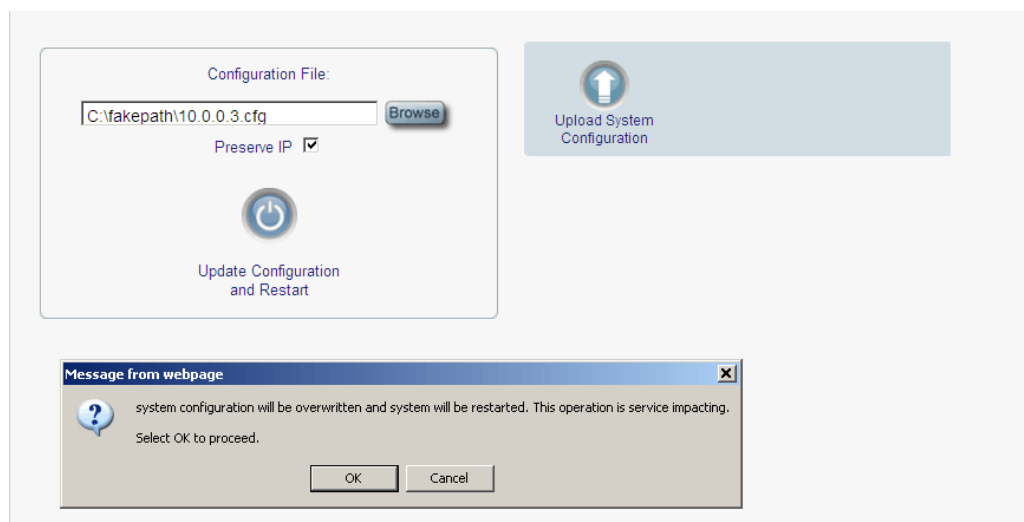 Configuration File:
C:\fakepath\10.0.0.3.cfg
Browse
Preserve IP
Update Configuration
and Restart
Upload System
Configuration
Message from webpage
system configuration will be overwritten and system will be restarted. This operation is service impacting.
Select OK to proceed.
OK
Cancel